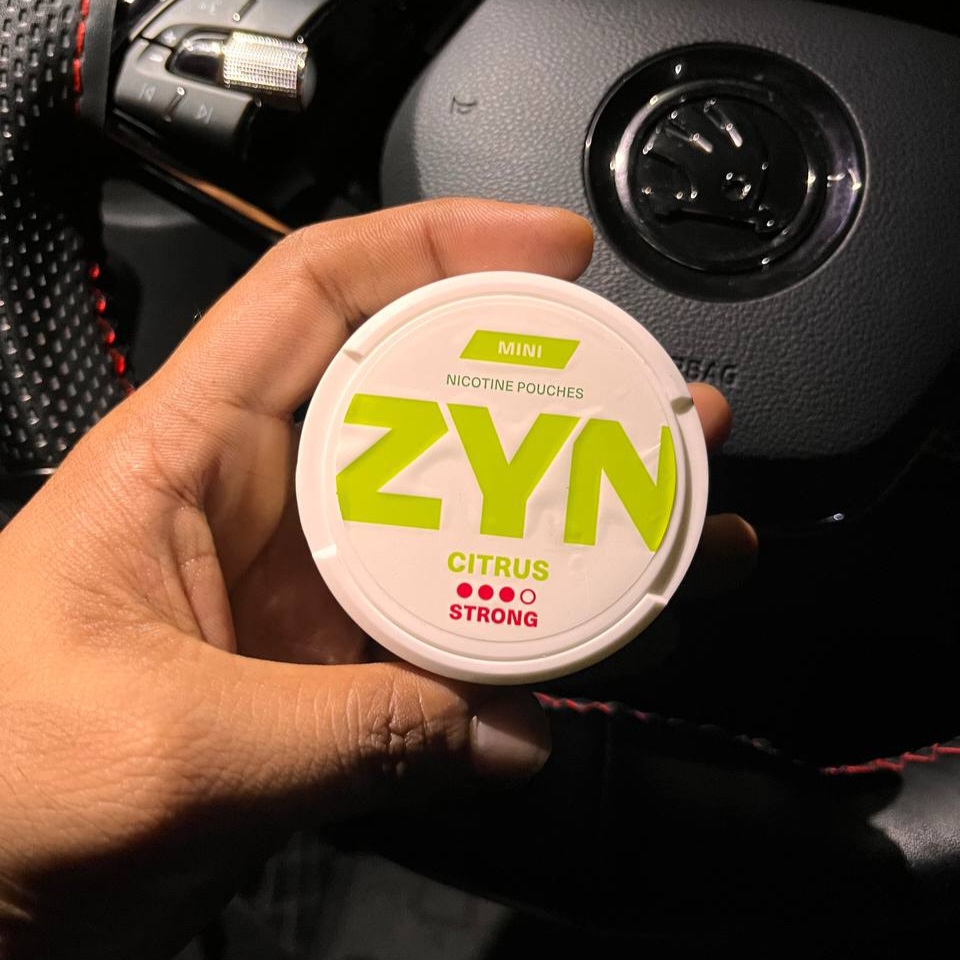 MINI
NICOTINE POUCHES
ZYN
CITRUS
STRONG